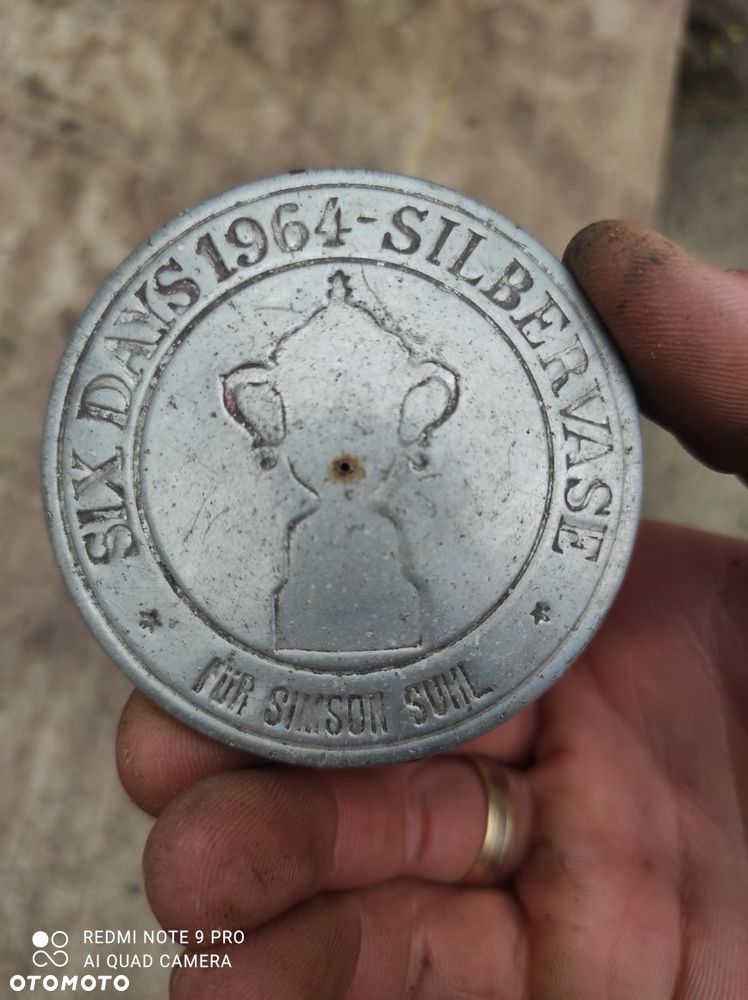 SIX DAYS 1964-SILBERVASE
FÜR SIMSON SUHL
REDMI NOTE 9 PRO
AI QUAD CAMERA
OTOMOTO